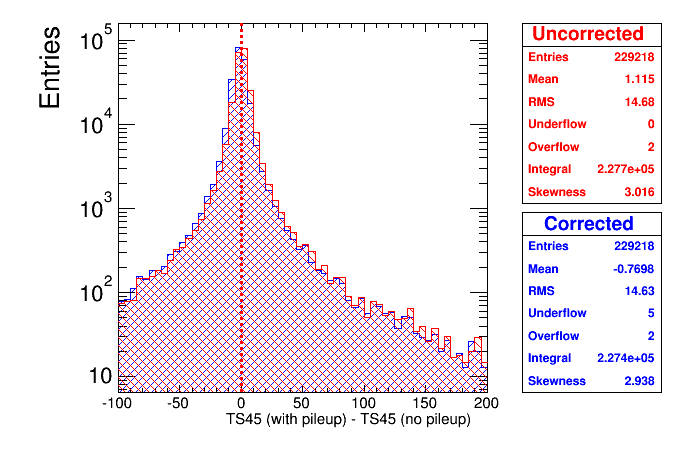 Entries
10^5
10^4
10^3
10^2
10
-100 -50 0 50 100 150 200
TS45 (with pileup) - TS45 (no pileup)
Uncorrected
Entries 229218
Mean 1.115
RMS 14.68
Underflow 0
Overflow 2
Integral 2.277e+05
Skewness 3.016
Corrected
Entries 229218
Mean -0.7698
RMS 14.63
Underflow 5
Overflow 2
Integral 2.274e+05
Skewness 2.938